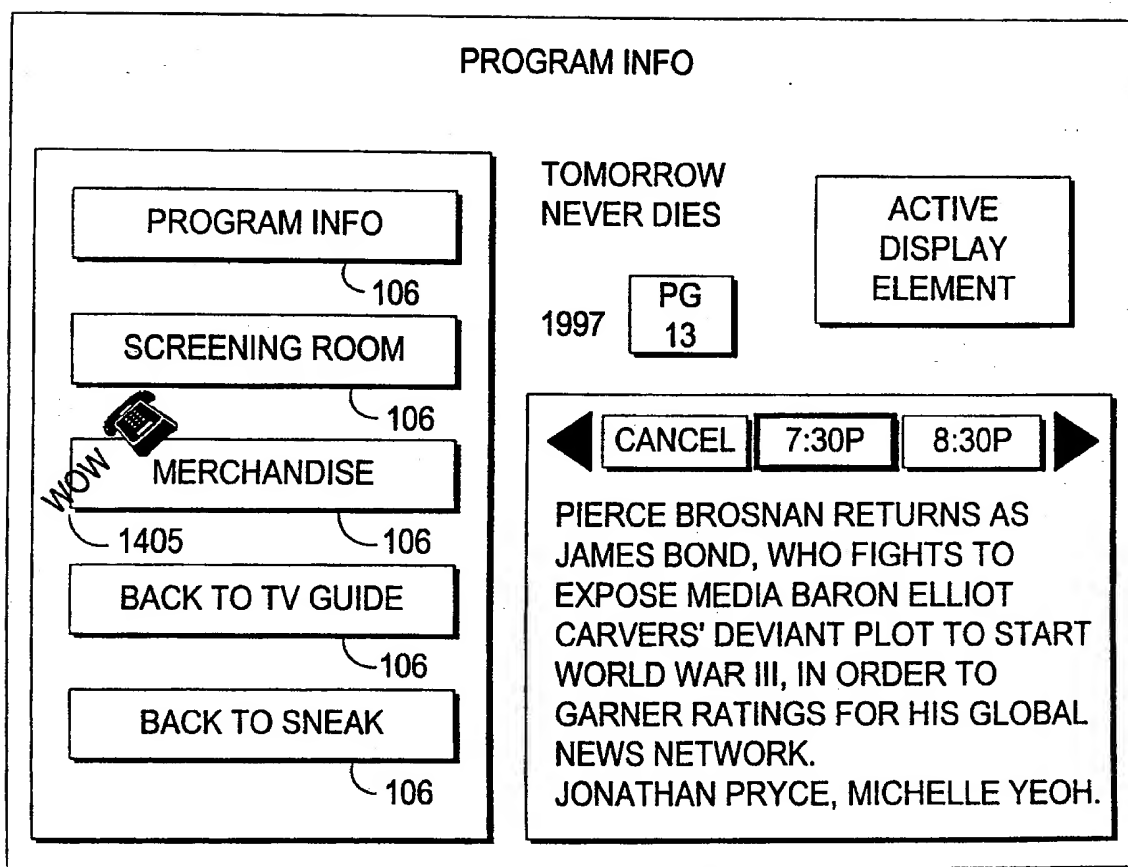 PROGRAM INFO
PROGRAM INFO
106
SCREENING ROOM
106
WOW
MERCHANDISE
1405
106
BACK TO TV GUIDE
106
BACK TO SNEAK
106
TOMORROW
NEVER DIES
1997
PG
13
ACTIVE
DISPLAY
ELEMENT
CANCEL 7:30P 8:30P
PIERCE BROSNAN RETURNS AS
JAMES BOND, WHO FIGHTS TO
EXPOSE MEDIA BARON ELLIOT
CARVERS' DEVIANT PLOT TO START
WORLD WAR III, IN ORDER TO
GARNER RATINGS FOR HIS GLOBAL
NEWS NETWORK.
JONATHAN PRYCE, MICHELLE YEOH.